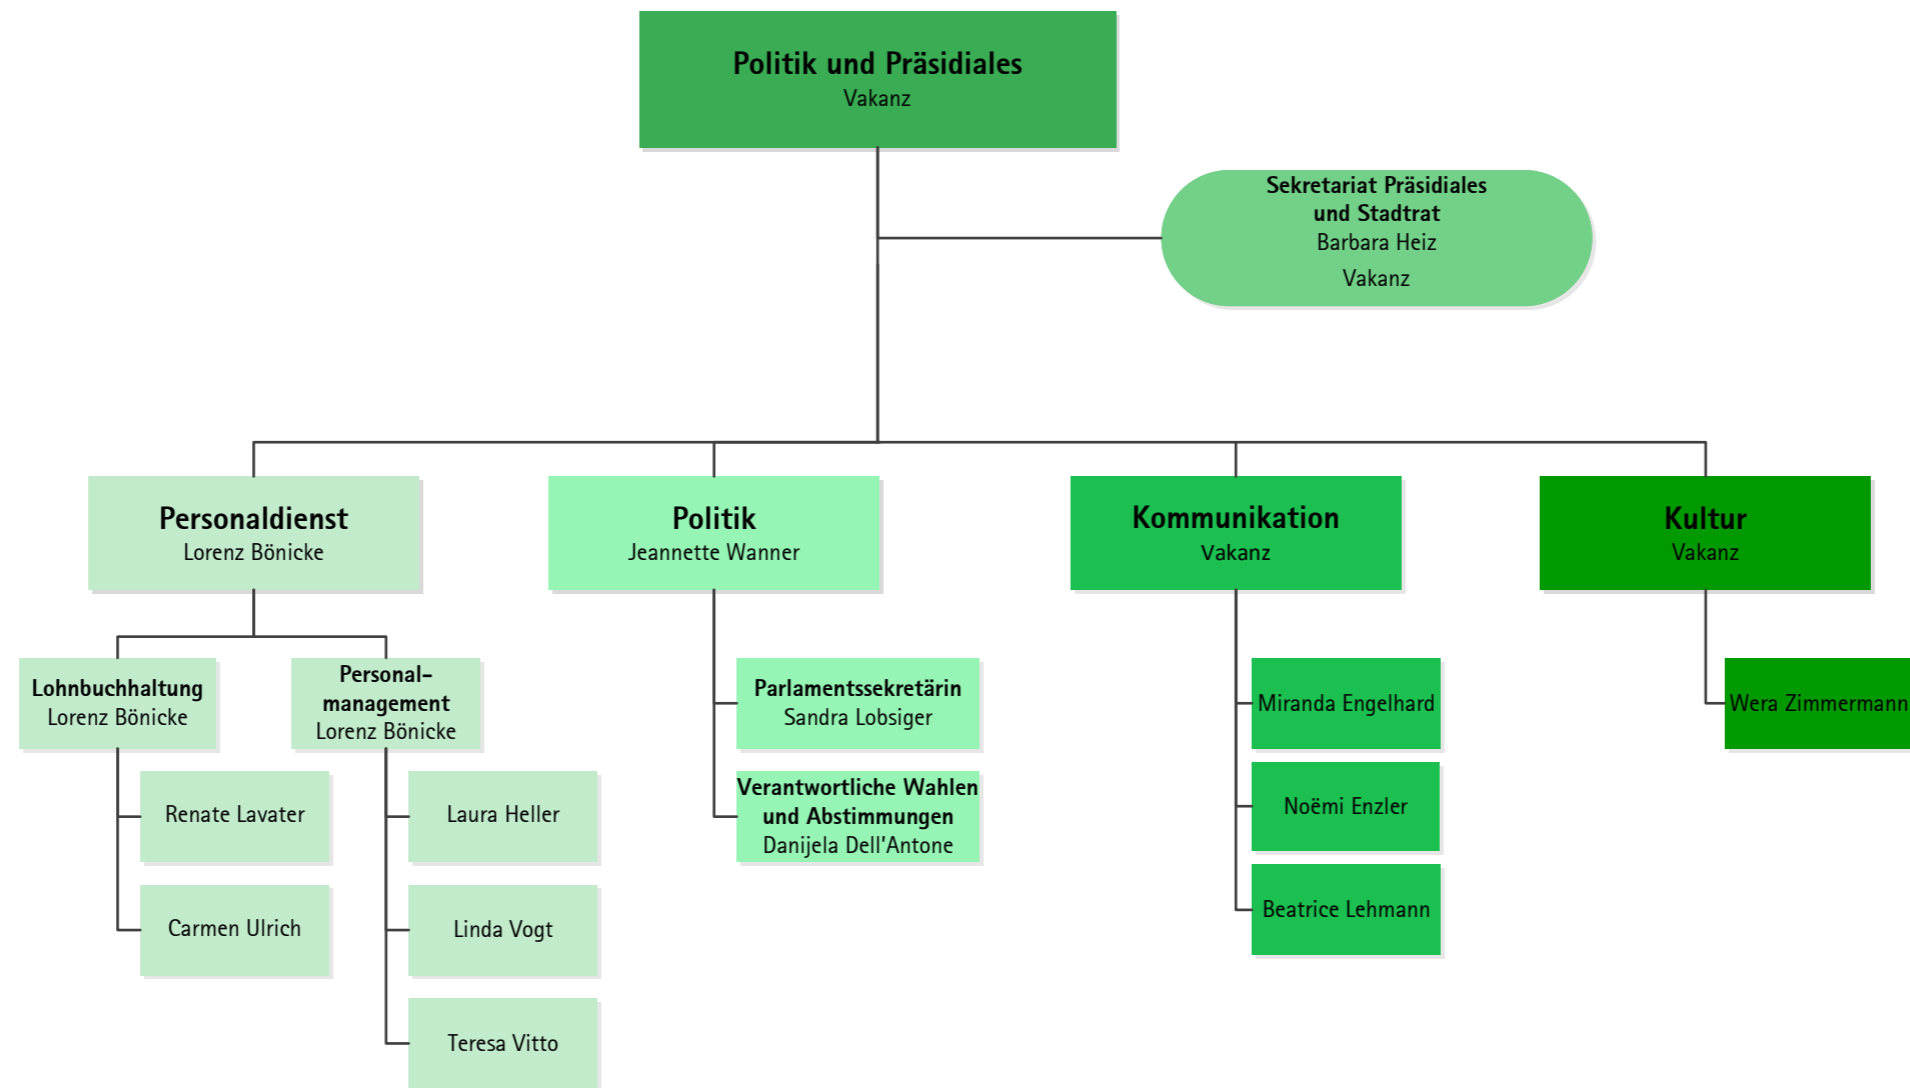 Politik und Präsidiales
Vakanz
Sekretariat Präsidiales
und Stadtrat
Barbara Heiz
Vakanz
Personaldienst
Lorenz Bönicke
Politik
Jeannette Wanner
Kommunikation
Vakanz
Kultur
Vakanz
Lohnbuchhaltung
Lorenz Bönicke
Renate Lavater
Carmen Ulrich
Personal-
management
Lorenz Bönicke
Laura Heller
Linda Vogt
Teresa Vitto
Parlamentssekretärin
Sandra Lobsiger
Verantwortliche Wahlen
und Abstimmungen
Danijela Dell'Antone
Miranda Engelhard
Noëmi Enzler
Beatrice Lehmann
Wera Zimmermann